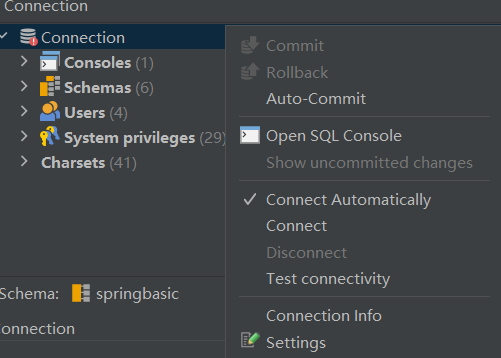 Connection
Connection
Consoles (1)
Schemas (6)
Users (4)
System privileges (29)
Charsets (41)
Schema: springbasic
Connection
Commit
Rollback
Auto-Commit
Open SQL Console
Show uncommitted changes
Connect Automatically
Connect
Disconnect
Test connectivity
Connection Info
Settings